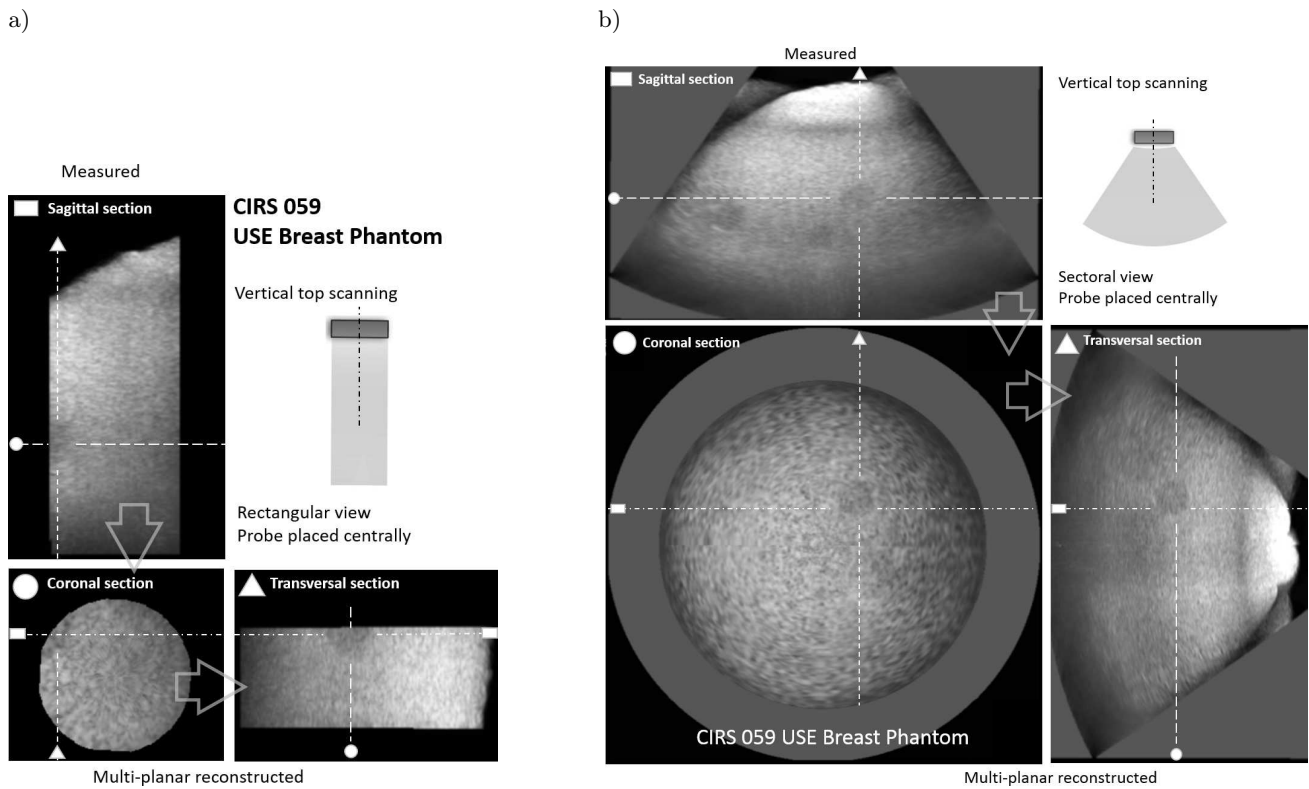 a)
Measured
Sagittal section
CIRS 059
USE Breast Phantom
Vertical top scanning
Rectangular view
Probe placed centrally
Coronal section
Transversal section
Multi-planar reconstructed
b)
Measured
Sagittal section
Vertical top scanning
Sectoral view
Probe placed centrally
Coronal section
Transversal section
CIRS 059 USE Breast Phantom
Multi-planar reconstructed